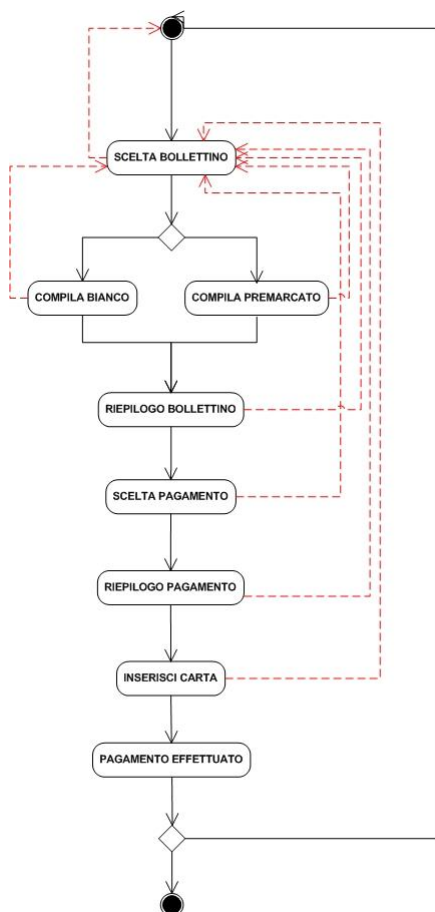 SCELTA BOLLETTINO
COMPILA BIANCO
COMPILA PREMARCATO
RIEPILOGO BOLLETTINO
SCELTA PAGAMENTO
RIEPILOGO PAGAMENTO
INSERISCI CARTA
PAGAMENTO EFFETTUATO